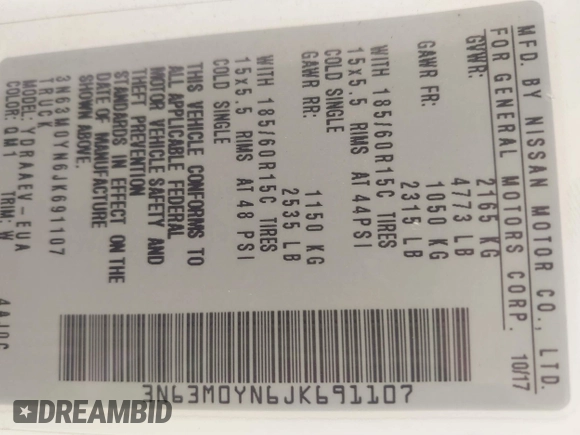 MFD. BY NISSAN MOTOR CO., LTD.
FOR GENERAL MOTORS CORP. 10/17
GVWR: 2165 KG
4773 LB
GAWR FR: 1050 KG
2315 LB
WITH 185/60R15C TIRES
15x5.5 RIMS AT 44PSI
COLD SINGLE
GAWR RR: 1150 KG
2535 LB
WITH 185/60R15C TIRES
15x5.5 RIMS AT 48 PSI
COLD SINGLE
THIS VEHICLE CONFORMS TO
ALL APPLICABLE FEDERAL
MOTOR VEHICLE SAFETY AND
THEFT PREVENTION
STANDARDS IN EFFECT ON THE
DATE OF MANUFACTURE
SHOWN ABOVE.
3N63M0YN6JK691107
TRUCK
MODEL: YDRAAEV-EUA
COLOR: QM1 TRIM: W
3N63M0YN6JK691107
DREAMBID